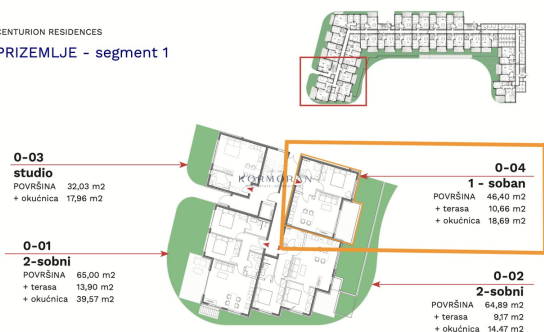 CENTURION RESIDENCES
PRIZEMLJE - segment 1
0-03
studio
POVRŠINA 32,03 m2
+ okućnica 17,96 m2
KORMORAN
0-04
1 - soban
POVRŠINA 46,40 m2
+ terasa 10,66 m2
+ okućnica 18,69 m2
0-01
2-sobni
POVRŠINA 65,00 m2
+ terasa 13,90 m2
+ okućnica 39,57 m2
0-02
2-sobni
POVRŠINA 64,89 m2
+ terasa 9,17 m2
+ okućnica 14,47 m2